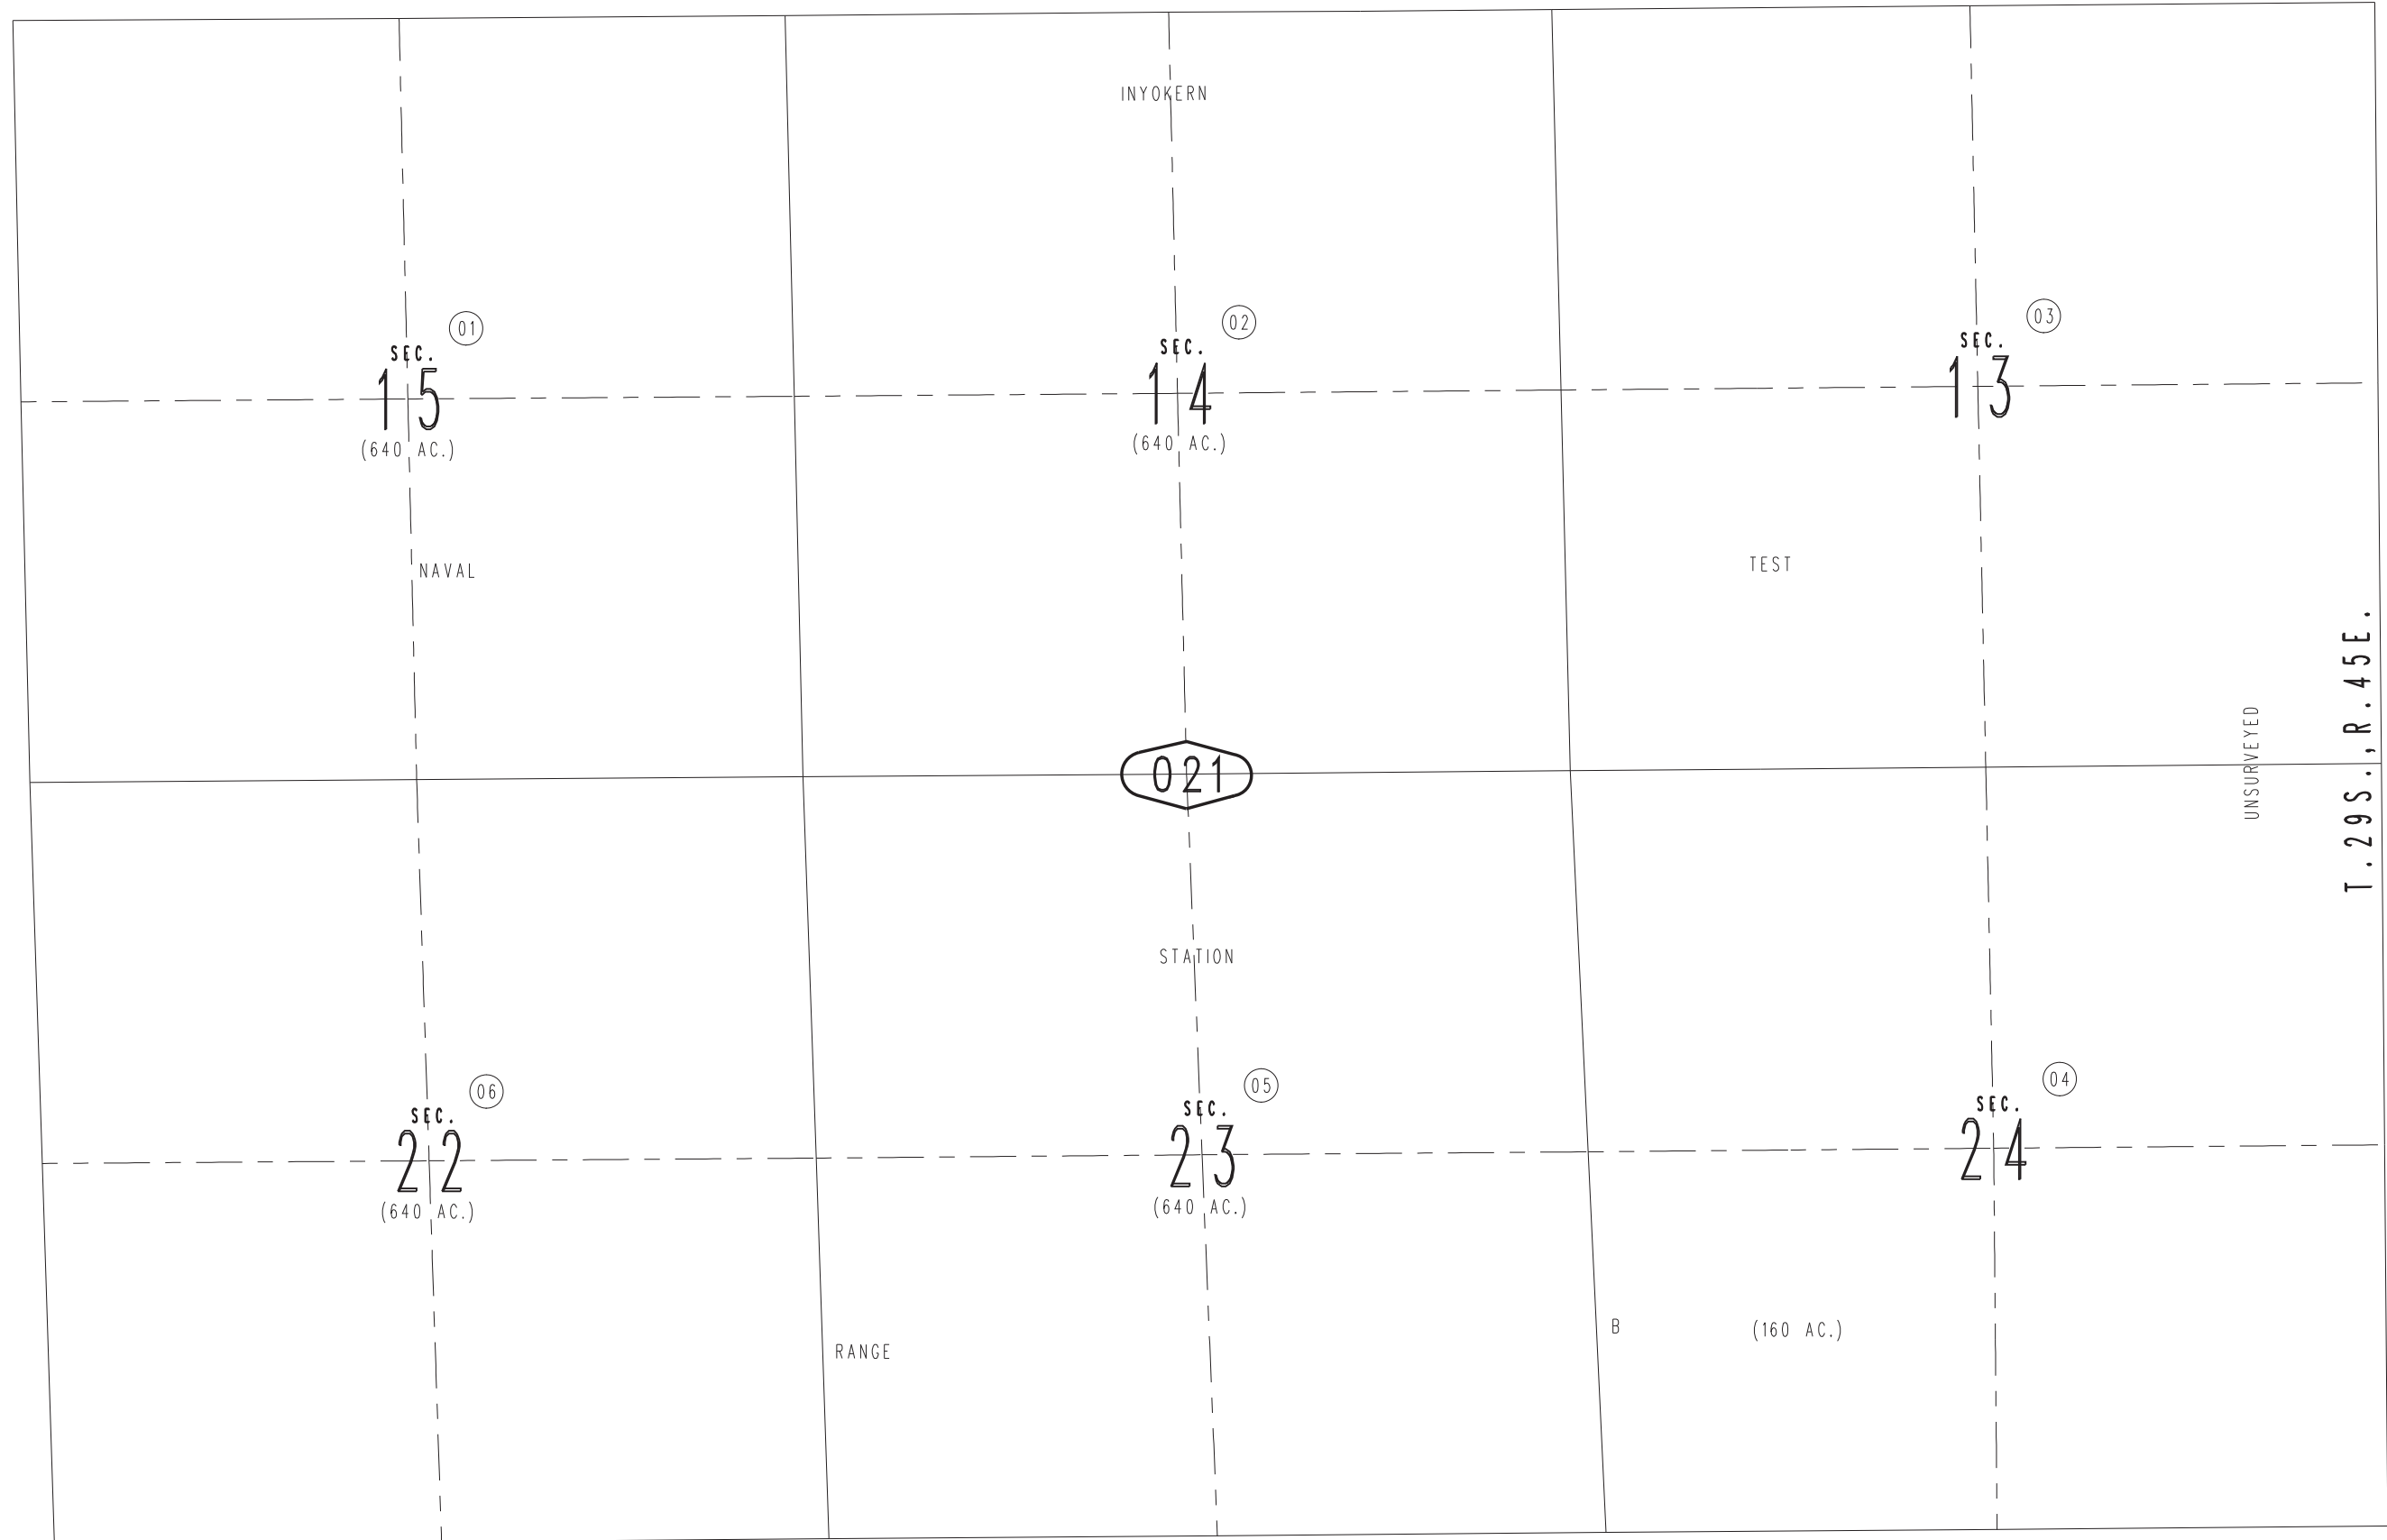 INYOKERN
01
SEC.
15
(640 AC.)
02
SEC.
14
(640 AC.)
03
SEC.
13
NAVAL
TEST
021
UNSURVEYED
T.29S.,R.45E.
STATION
06
SEC.
22
(640 AC.)
05
SEC.
23
(640 AC.)
04
SEC.
24
RANGE
B
(160 AC.)